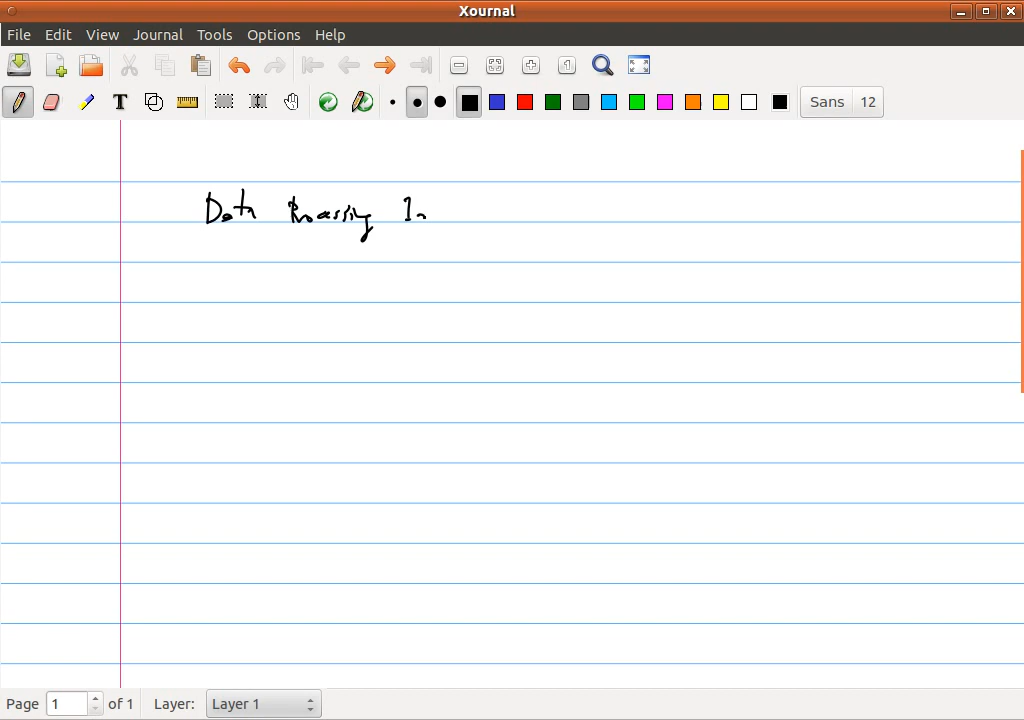 Xournal
File Edit View Journal Tools Options Help
T Sans 12
Data Processing In
Page 1 of 1 Layer: Layer 1